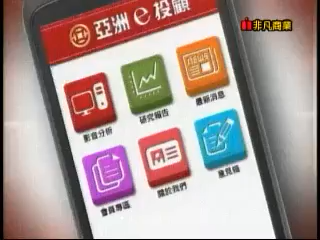 非凡商業
亞洲e投顧
NEWS
影音分析
研究報告
最新消息
會員專區
關於我們
意見箱